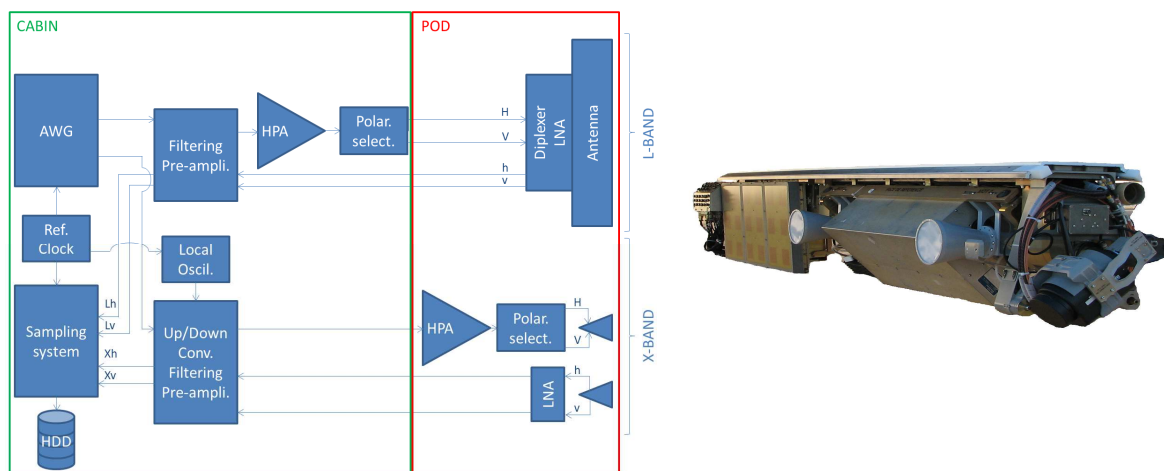 CABIN
POD
AWG
Filtering
Pre-ampli.
HPA
Polar.
select.
H
V
h
v
Diplexer
LNA
Antenna
L-BAND
Ref.
Clock
Local
Oscil.
Sampling
system
Lh
Lv
Xh
Xv
Up/Down
Conv.
Filtering
Pre-ampli.
HPA
Polar.
select.
H
V
LNA
h
v
X-BAND
HDD